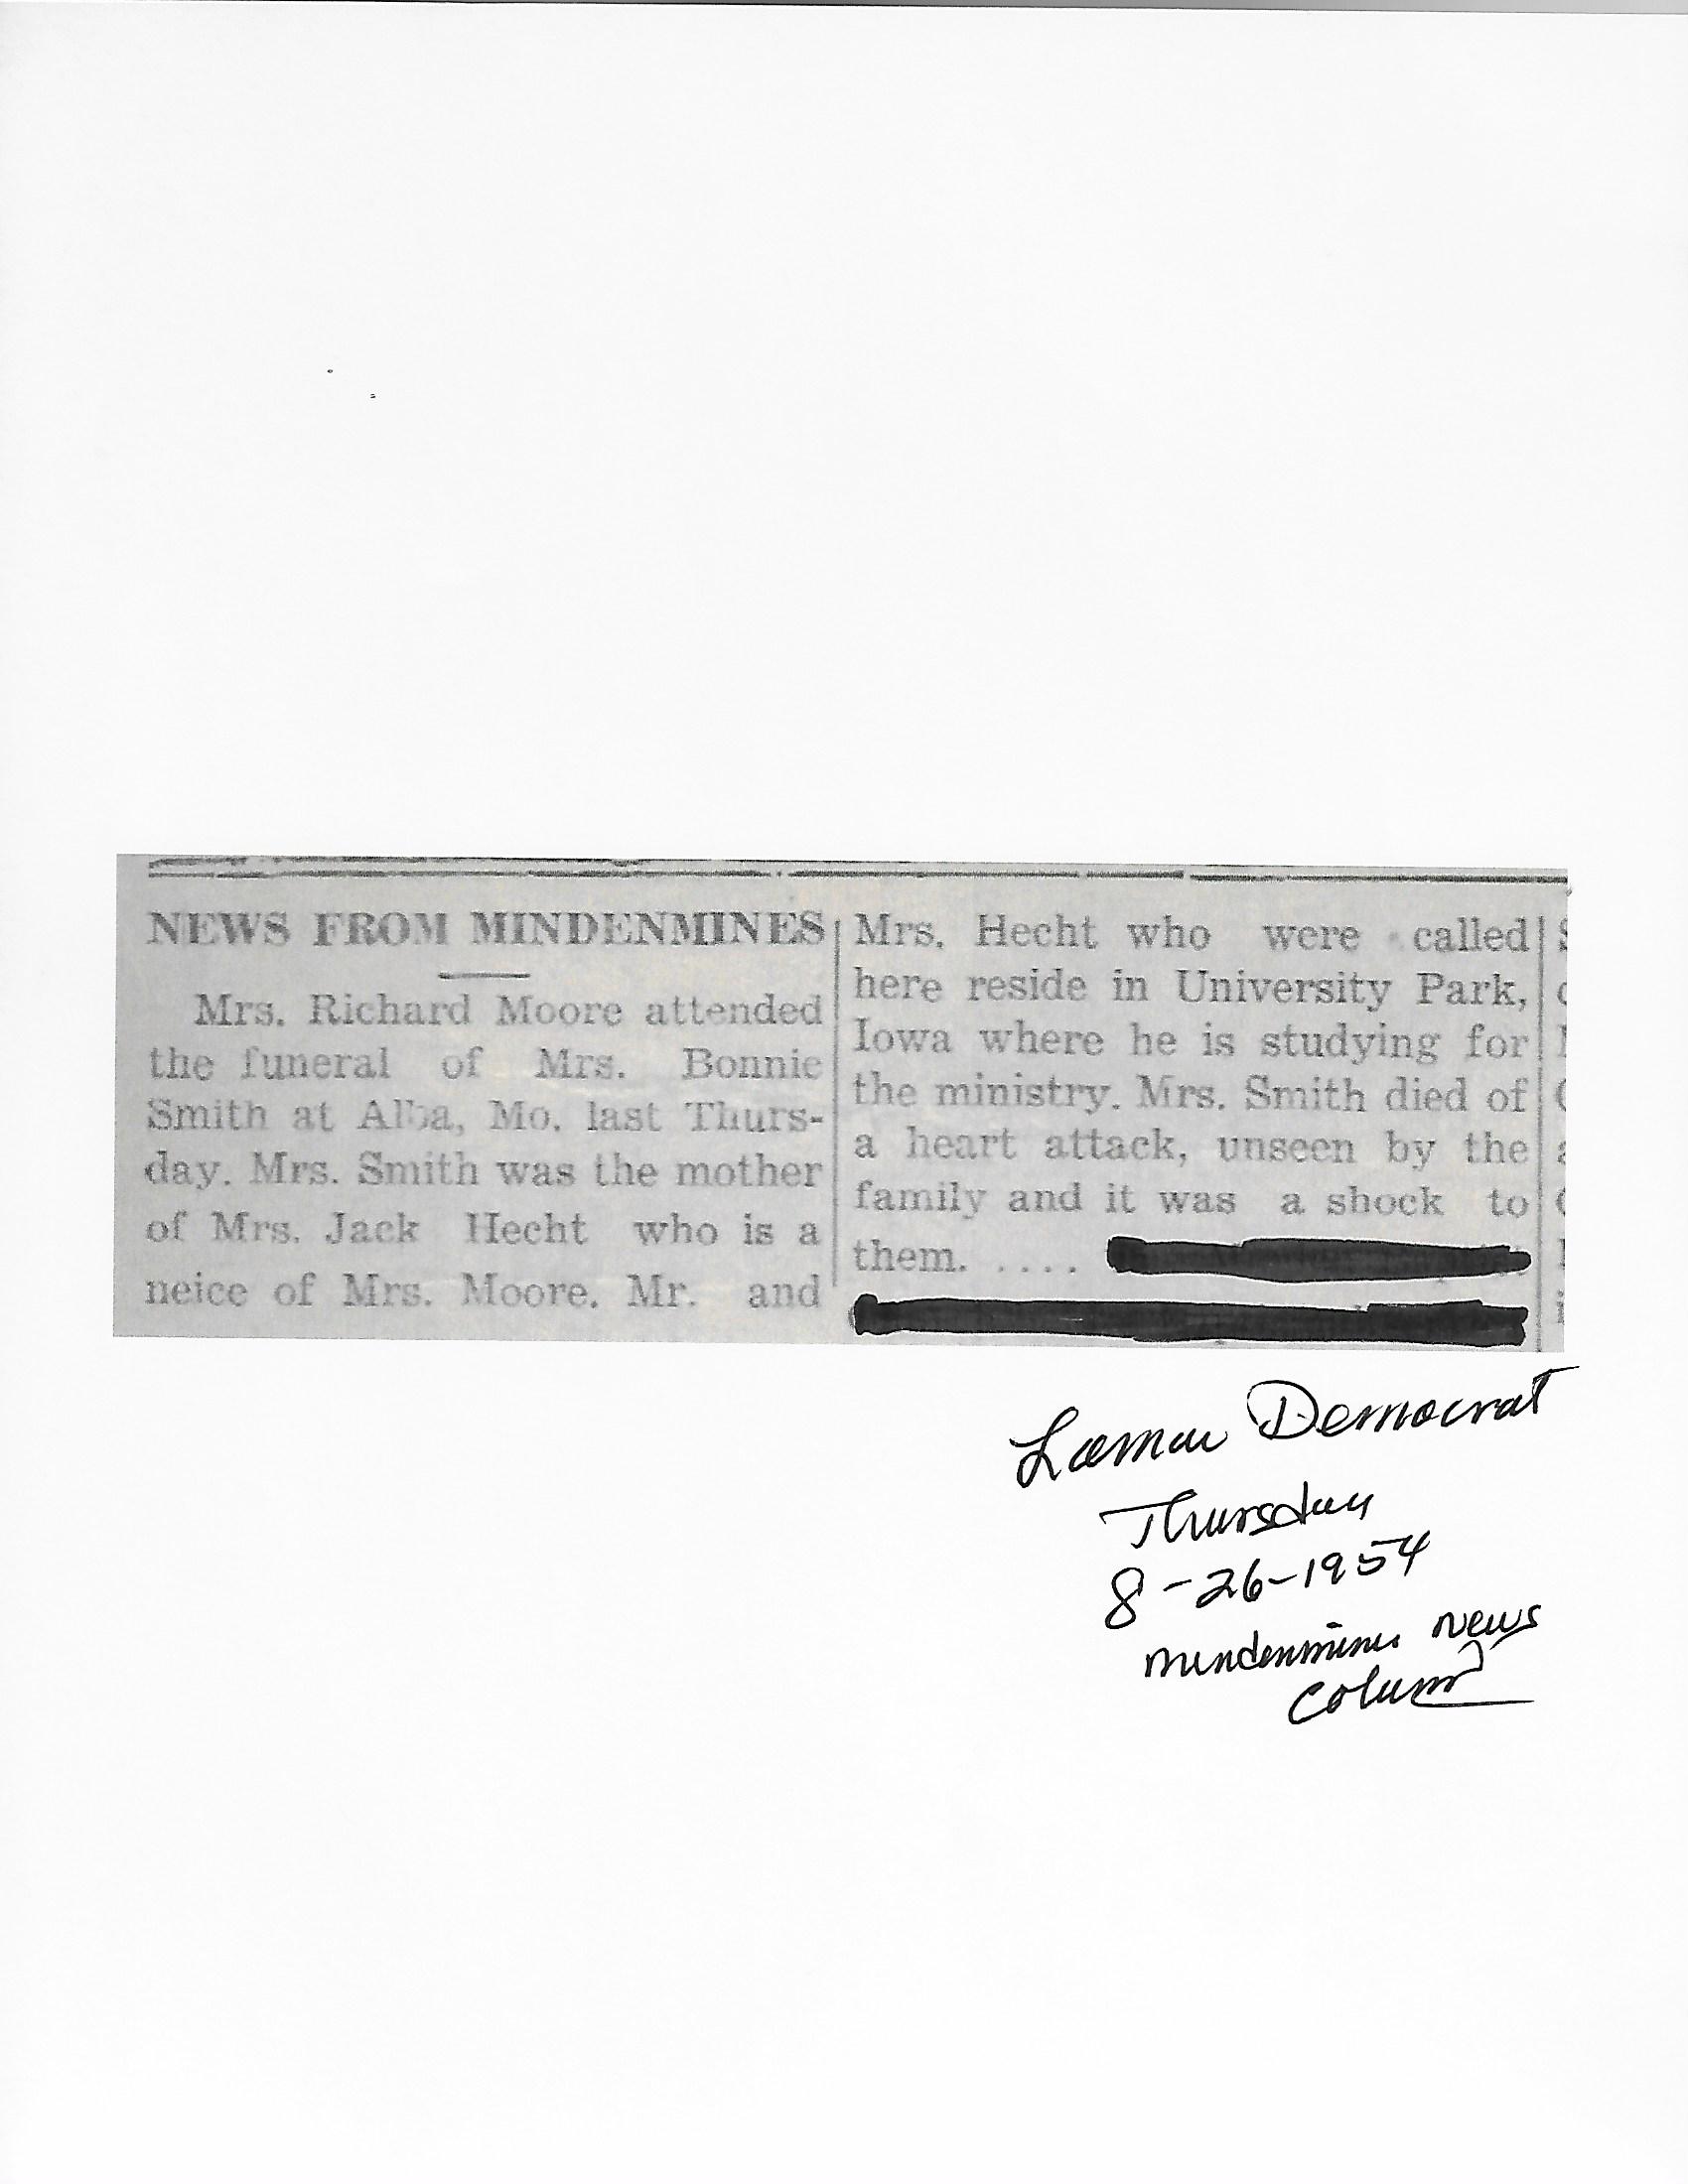 NEWS FROM MINDENMINES
Mrs. Richard Moore attended
the funeral of Mrs. Bonnie
Smith at Alba, Mo. last Thurs-
day. Mrs. Smith was the mother
of Mrs. Jack Hecht who is a
neice of Mrs. Moore. Mr. and
Mrs. Hecht who were called
here reside in University Park,
Iowa where he is studying for
the ministry. Mrs. Smith died of
a heart attack, unseen by the
family and it was a shock to
them. ....
Lamar Democrat
Thursday
8-26-1954
Mindenmines News
Column